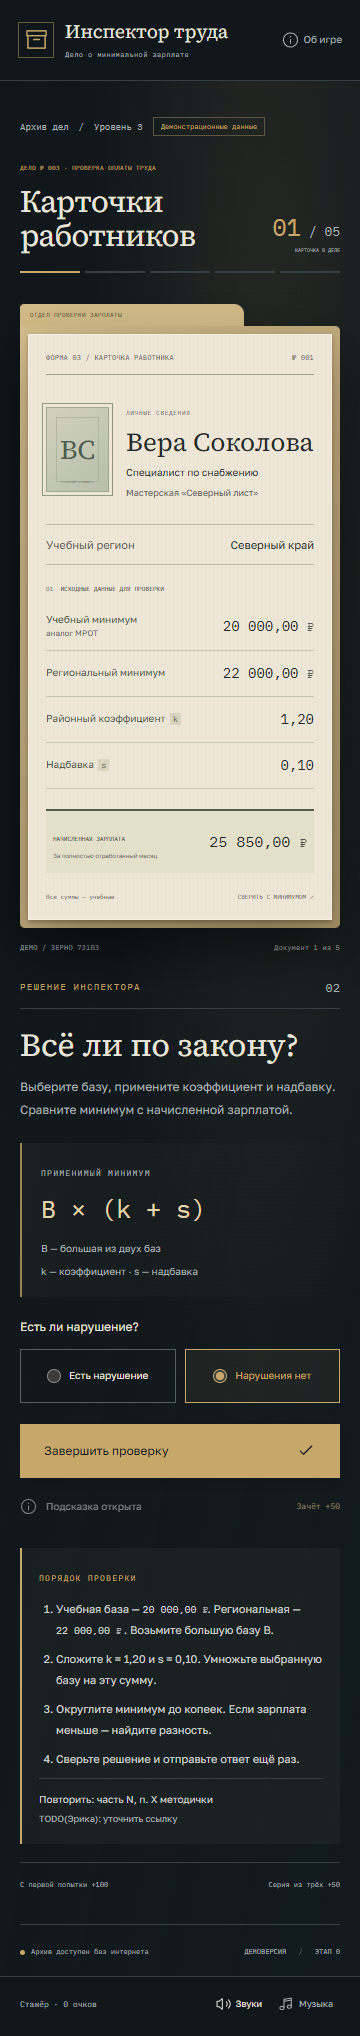 Инспектор труда
Дело о минимальной зарплате
Об игре
Архив дел / Уровень 3
Демонстрационные данные
ДЕЛО № 003 · ПРОВЕРКА ОПЛАТЫ ТРУДА
Карточки
работников
01 / 05
КАРТОЧКА В ДЕЛЕ
ОТДЕЛ ПРОВЕРКИ ЗАРПЛАТЫ
ФОРМА 03 / КАРТОЧКА РАБОТНИКА
№ 001
ВС
ЛИЧНЫЕ СВЕДЕНИЯ
Вера Соколова
Специалист по снабжению
Мастерская «Северный лист»
Учебный регион
Северный край
01 ИСХОДНЫЕ ДАННЫЕ ДЛЯ ПРОВЕРКИ
Учебный минимум
аналог МРОТ
20 000,00 ₽
Региональный минимум
22 000,00 ₽
Районный коэффициент k
1,20
Надбавка s
0,10
НАЧИСЛЕННАЯ ЗАРПЛАТА
За полностью отработанный месяц
25 850,00 ₽
Все суммы — учебные
СВЕРИТЬ С МИНИМУМОМ ↗
ДЕМО / ЗЕРНО 73103
Документ 1 из 5
РЕШЕНИЕ ИНСПЕКТОРА
02
Всё ли по закону?
Выберите базу, примените коэффициент и надбавку.
Сравните минимум с начисленной зарплатой.
ПРИМЕНИМЫЙ МИНИМУМ
B × (k + s)
B — большая из двух баз
k — коэффициент · s — надбавка
Есть ли нарушение?
Есть нарушение
Нарушения нет
Завершить проверку
Подсказка открыта
Зачёт +50
ПОРЯДОК ПРОВЕРКИ
1. Учебная база — 20 000,00 ₽. Региональная —
22 000,00 ₽. Возьмите большую базу B.
2. Сложите k = 1,20 и s = 0,10. Умножьте выбранную
базу на эту сумму.
3. Округлите минимум до копеек. Если зарплата
меньше — найдите разность.
4. Сверьте решение и отправьте ответ ещё раз.
Повторить: часть N, п. X методички
TODO(Эрика): уточнить ссылку
С первой попытки +100
Серия из трёх +50
Архив доступен без интернета
ДЕМОВЕРСИЯ / ЭТАП 0
Стажёр · 0 очков
Звуки
Музыка